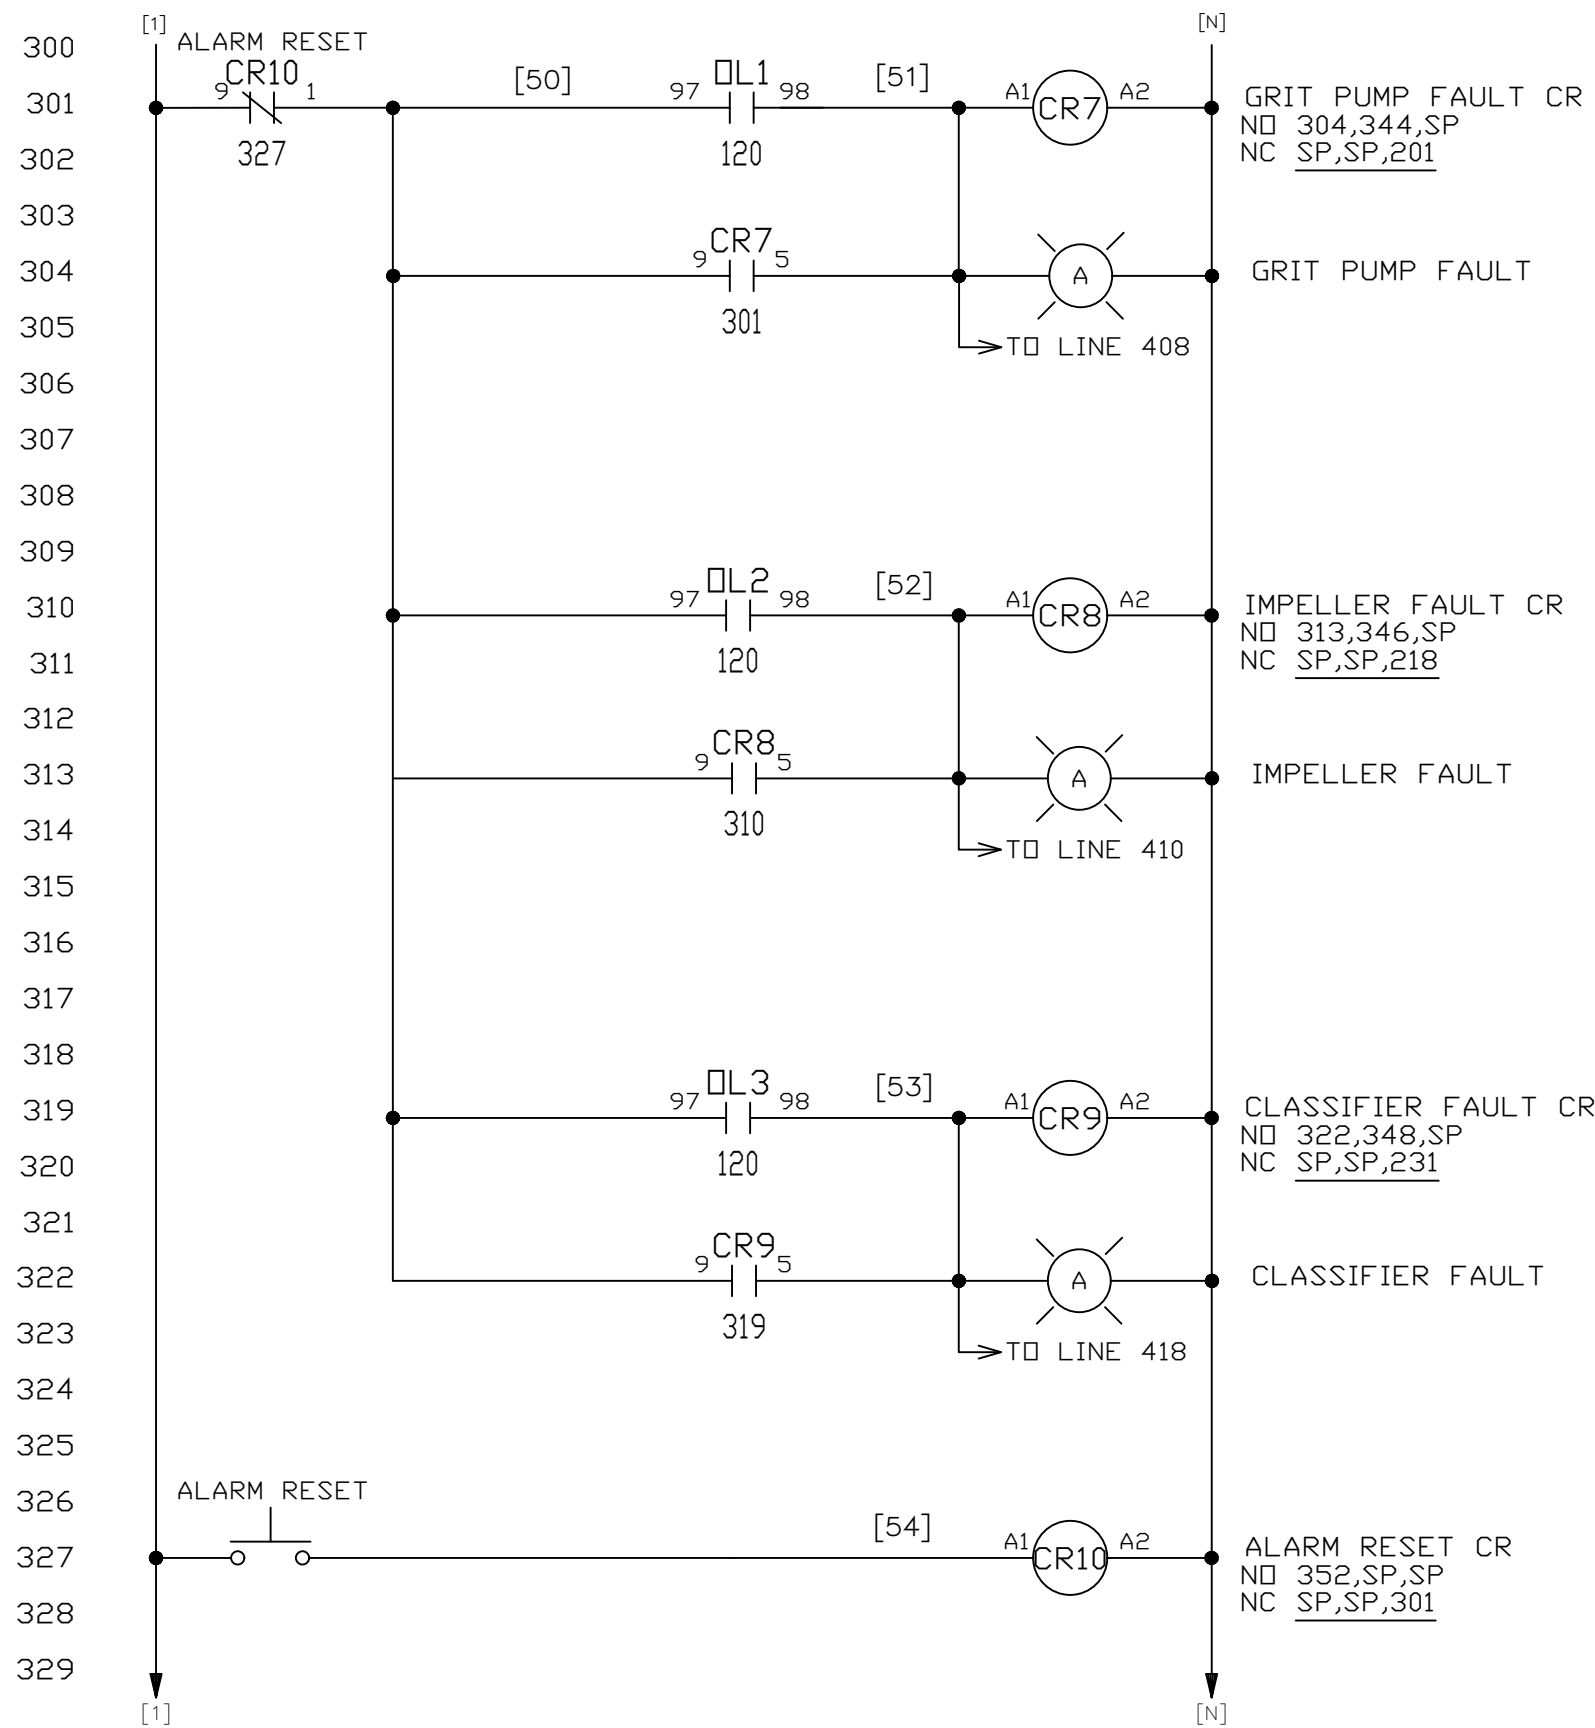 [1]
[N]
300
ALARM RESET
CR10
9 1
327
[50]
OL1
97 98
120
[51]
A1 CR7 A2
301
GRIT PUMP FAULT CR
NO 304,344,SP
NC SP,SP,201
302
303
CR7
9 5
301
304
A
GRIT PUMP FAULT
305
TO LINE 408
306
307
308
309
OL2
97 98
120
[52]
310
A1 CR8 A2
IMPELLER FAULT CR
NO 313,346,SP
NC SP,SP,218
311
312
CR8
9 5
310
313
A
IMPELLER FAULT
314
TO LINE 410
315
316
317
318
OL3
97 98
120
[53]
319
A1 CR9 A2
CLASSIFIER FAULT CR
NO 322,348,SP
NC SP,SP,231
320
321
CR9
9 5
319
322
A
CLASSIFIER FAULT
323
TO LINE 418
324
325
326
ALARM RESET
[54]
327
A1 CR10 A2
ALARM RESET CR
NO 352,SP,SP
NC SP,SP,301
328
329
[1]
[N]